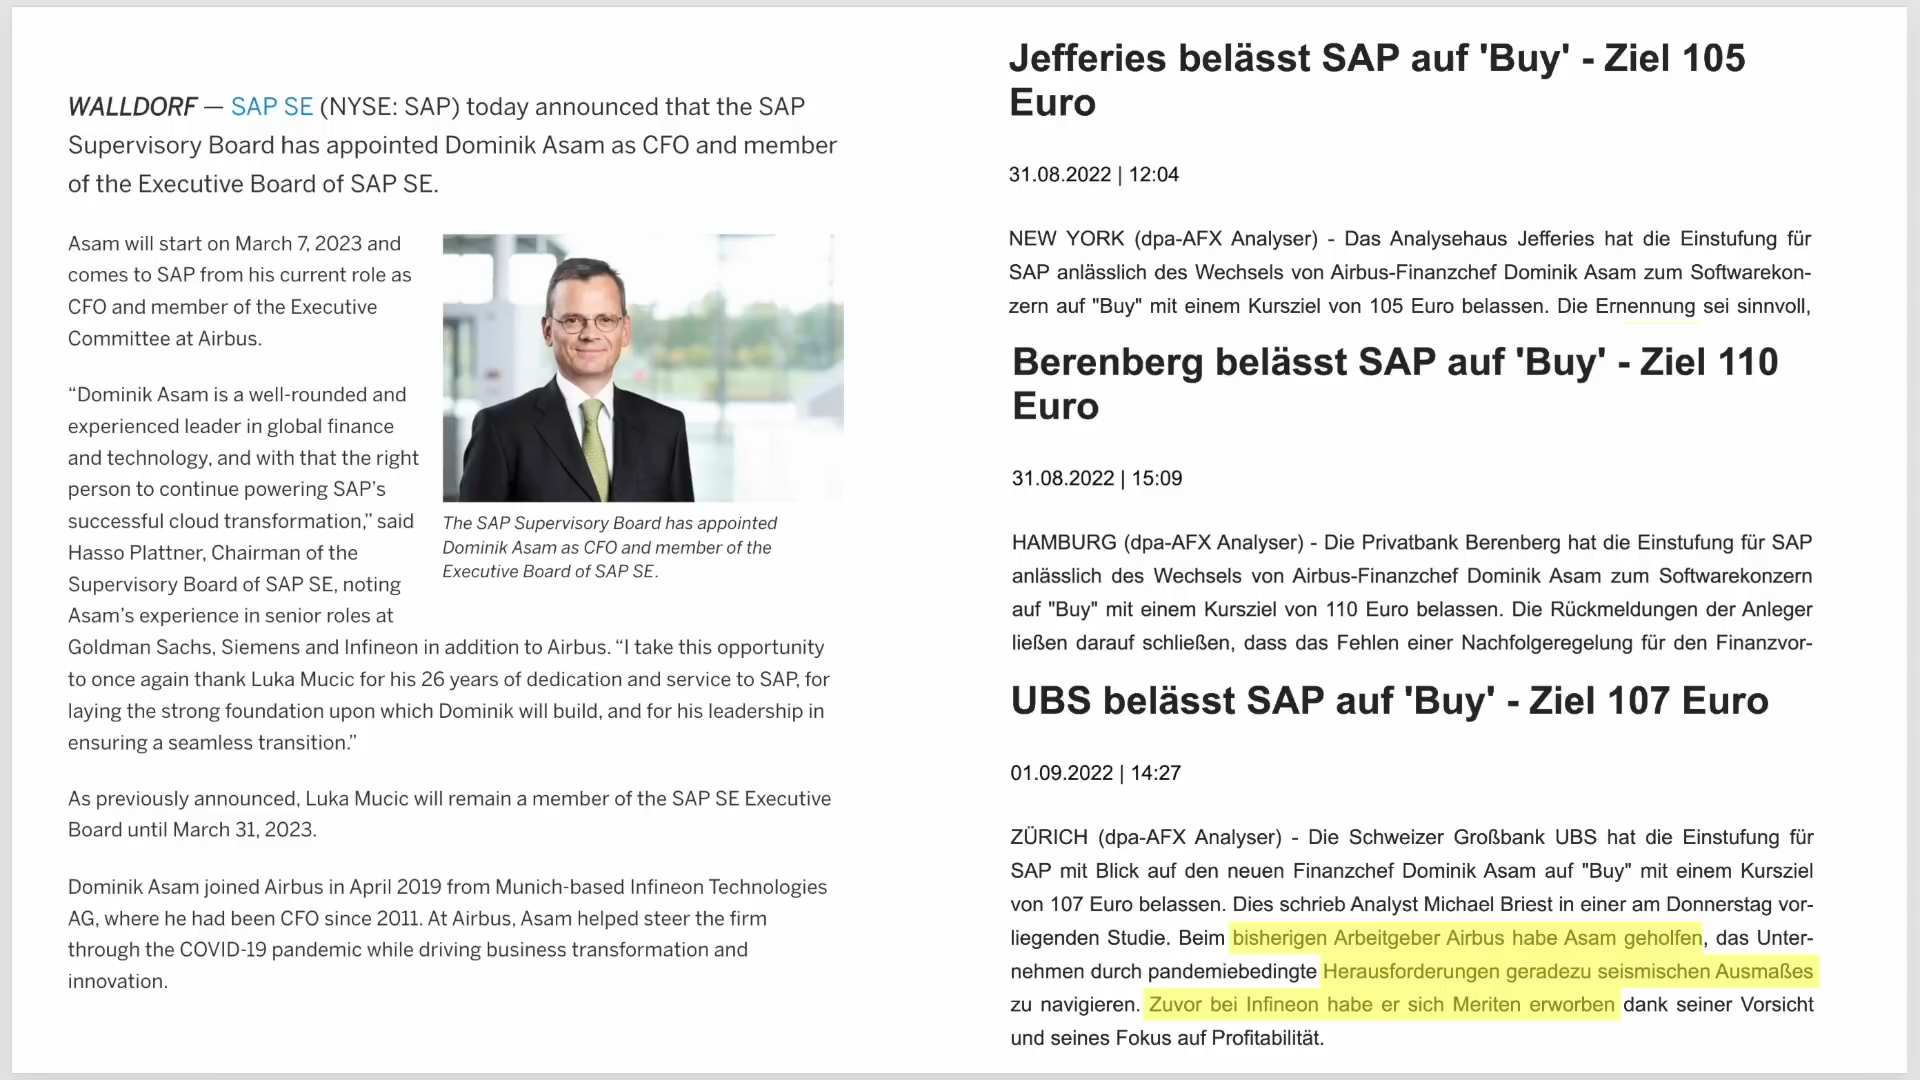 WALLDORF — SAP SE (NYSE: SAP) today announced that the SAP
Supervisory Board has appointed Dominik Asam as CFO and member
of the Executive Board of SAP SE.
Asam will start on March 7, 2023 and
comes to SAP from his current role as
CFO and member of the Executive
Committee at Airbus.
“Dominik Asam is a well-rounded and
experienced leader in global finance
and technology, and with that the right
person to continue powering SAP’s
successful cloud transformation,” said
Hasso Plattner, Chairman of the
Supervisory Board of SAP SE, noting
Asam’s experience in senior roles at
Goldman Sachs, Siemens and Infineon in addition to Airbus. “I take this opportunity
to once again thank Luka Mucic for his 26 years of dedication and service to SAP, for
laying the strong foundation upon which Dominik will build, and for his leadership in
ensuring a seamless transition.”
The SAP Supervisory Board has appointed
Dominik Asam as CFO and member of the
Executive Board of SAP SE.
As previously announced, Luka Mucic will remain a member of the SAP SE Executive
Board until March 31, 2023.
Dominik Asam joined Airbus in April 2019 from Munich-based Infineon Technologies
AG, where he had been CFO since 2011. At Airbus, Asam helped steer the firm
through the COVID-19 pandemic while driving business transformation and
innovation.
Jefferies belässt SAP auf 'Buy' - Ziel 105
Euro
31.08.2022 | 12:04
NEW YORK (dpa-AFX Analyser) - Das Analysehaus Jefferies hat die Einstufung für
SAP anlässlich des Wechsels von Airbus-Finanzchef Dominik Asam zum Softwarekon-
zern auf "Buy" mit einem Kursziel von 105 Euro belassen. Die Ernennung sei sinnvoll,
Berenberg belässt SAP auf 'Buy' - Ziel 110
Euro
31.08.2022 | 15:09
HAMBURG (dpa-AFX Analyser) - Die Privatbank Berenberg hat die Einstufung für SAP
anlässlich des Wechsels von Airbus-Finanzchef Dominik Asam zum Softwarekonzern
auf "Buy" mit einem Kursziel von 110 Euro belassen. Die Rückmeldungen der Anleger
ließen darauf schließen, dass das Fehlen einer Nachfolgeregelung für den Finanzvor-
UBS belässt SAP auf 'Buy' - Ziel 107 Euro
01.09.2022 | 14:27
ZÜRICH (dpa-AFX Analyser) - Die Schweizer Großbank UBS hat die Einstufung für
SAP mit Blick auf den neuen Finanzchef Dominik Asam auf "Buy" mit einem Kursziel
von 107 Euro belassen. Dies schrieb Analyst Michael Briest in einer am Donnerstag vor-
liegenden Studie. Beim bisherigen Arbeitgeber Airbus habe Asam geholfen, das Unter-
nehmen durch pandemiebedingte Herausforderungen geradezu seismischen Ausmaßes
zu navigieren. Zuvor bei Infineon habe er sich Meriten erworben dank seiner Vorsicht
und seines Fokus auf Profitabilität.